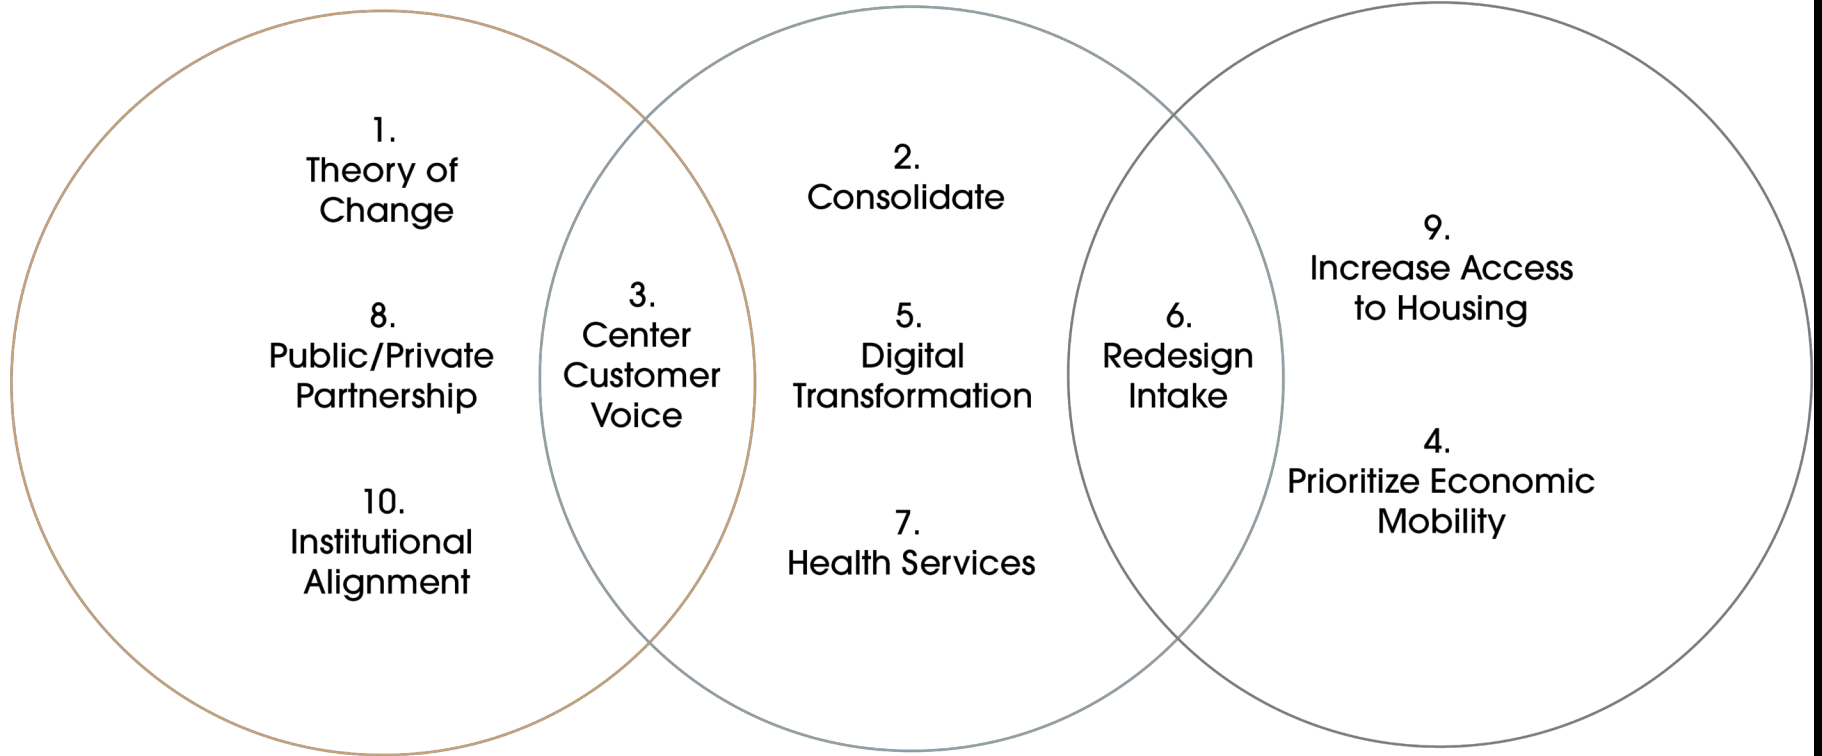 1.
Theory of
Change
8.
Public/Private
Partnership
10.
Institutional
Alignment
3.
Center
Customer
Voice
2.
Consolidate
5.
Digital
Transformation
7.
Health Services
6.
Redesign
Intake
9.
Increase Access
to Housing
4.
Prioritize Economic
Mobility